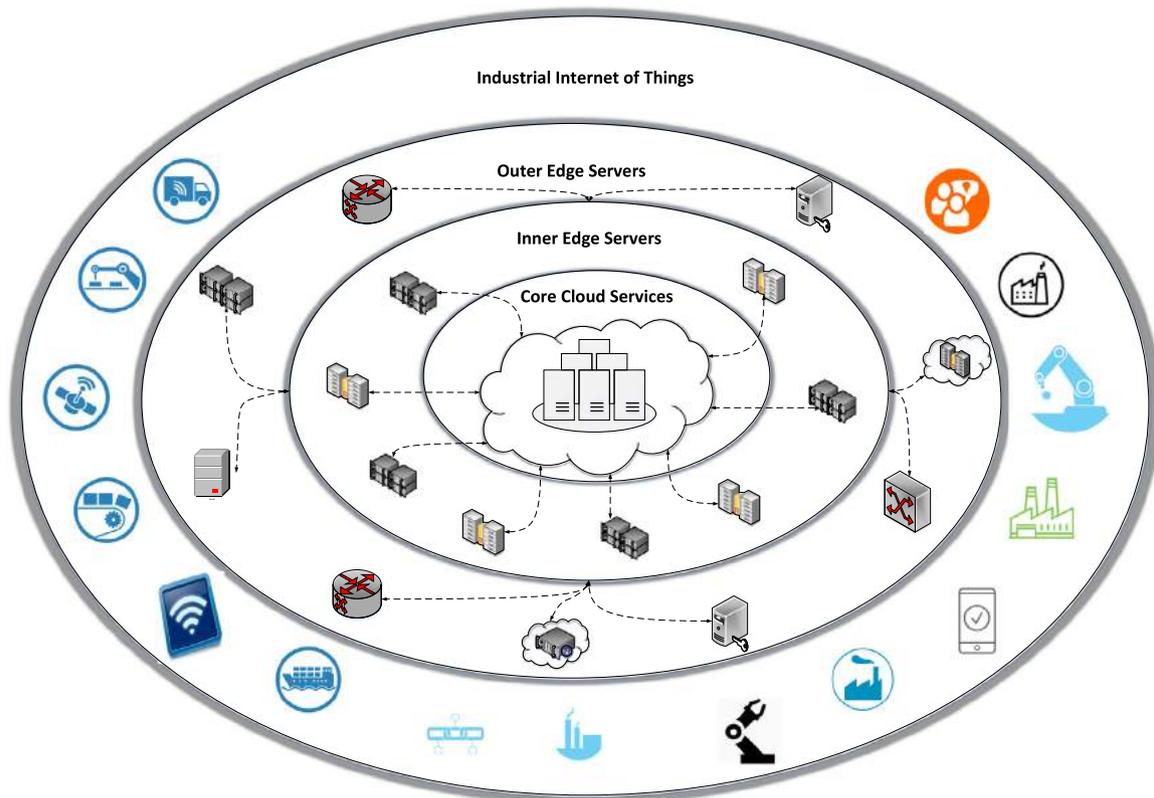 Industrial Internet of Things
Outer Edge Servers
Inner Edge Servers
Core Cloud Services